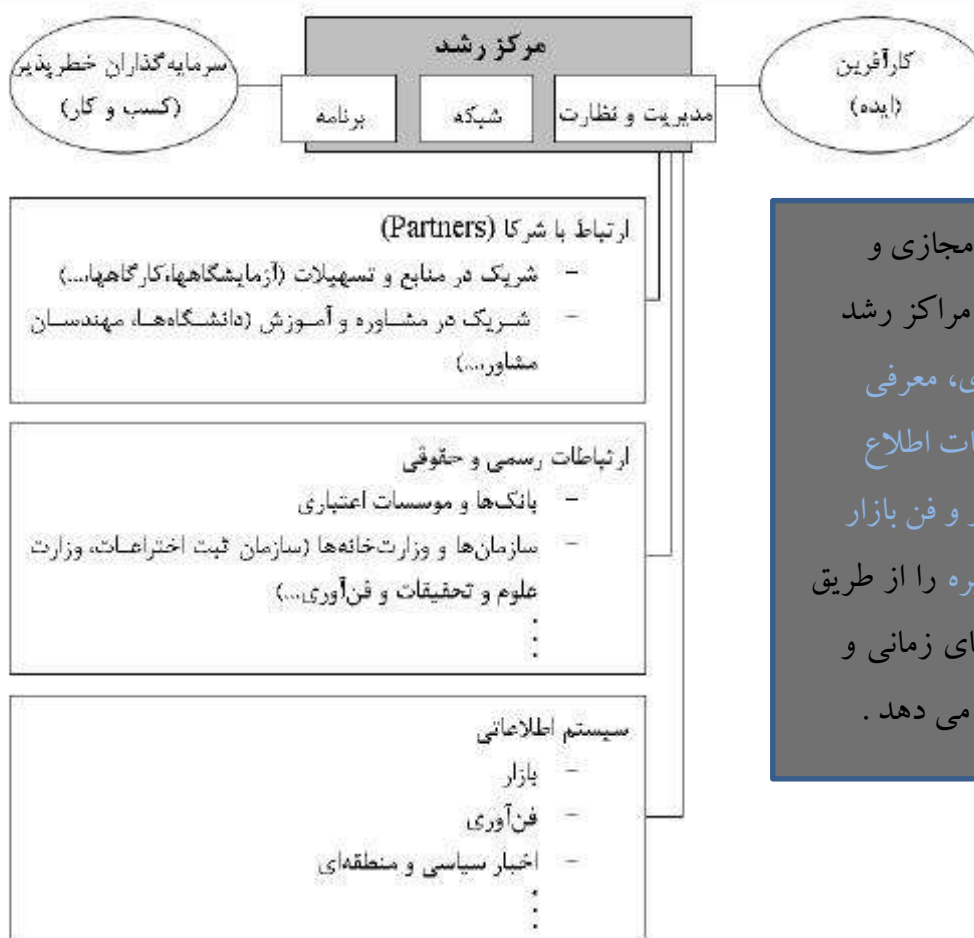 کارآفرین
(ایده)
مرکز رشد
مدیریت و نظارت
شبکه
برنامه
سرمایه‌گذاران خطرپذیر
(کسب و کار)
ارتباط با شرکا (Partners)
- شریک در منابع و تسهیلات (آزمایشگاهها،کارگاهها،...)
- شریک در مشاوره و آموزش (دانشگاه‌ها، مهندسان
مشاور،...)
ارتباطات رسمی و حقوقی
- بانک‌ها و موسسات اعتباری
- سازمان‌ها و وزارت‌خانه‌ها (سازمان ثبت اختراعات، وزارت
علوم و تحقیقات و فن‌آوری...)
سیستم اطلاعاتی
- بازار
- فن‌آوری
- اخبار سیاسی و منطقه‌ای
مجازی و
مراکز رشد
ی، معرفی
ات اطلاع
و فن بازار
ره را از طریق
ای زمانی و
می دهد .